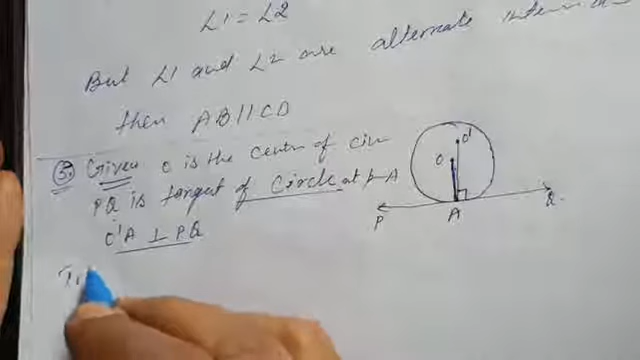 ∠1 = ∠2
But ∠1 and ∠2 are alternate
then AB || CD
③. Given O is the centre of
PQ is tangent of Circle at A
O'A ⊥ PQ
O'
O
P
A
Q.